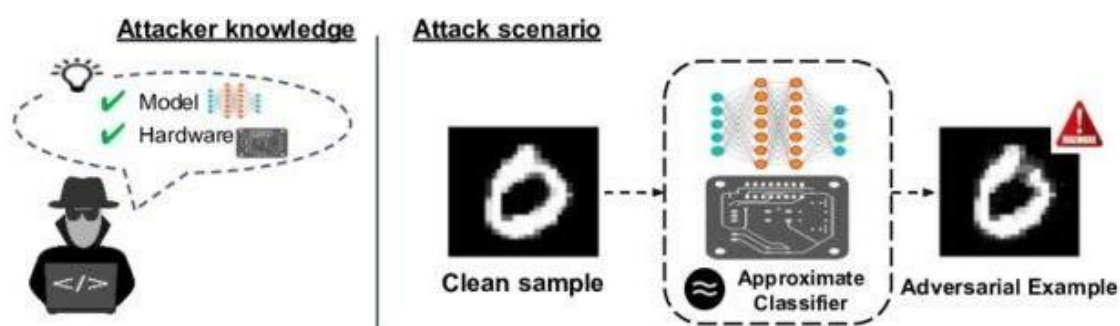 Attacker knowledge
Model
Hardware
</>
Attack scenario
Clean sample
≈ Approximate
Classifier
Adversarial Example